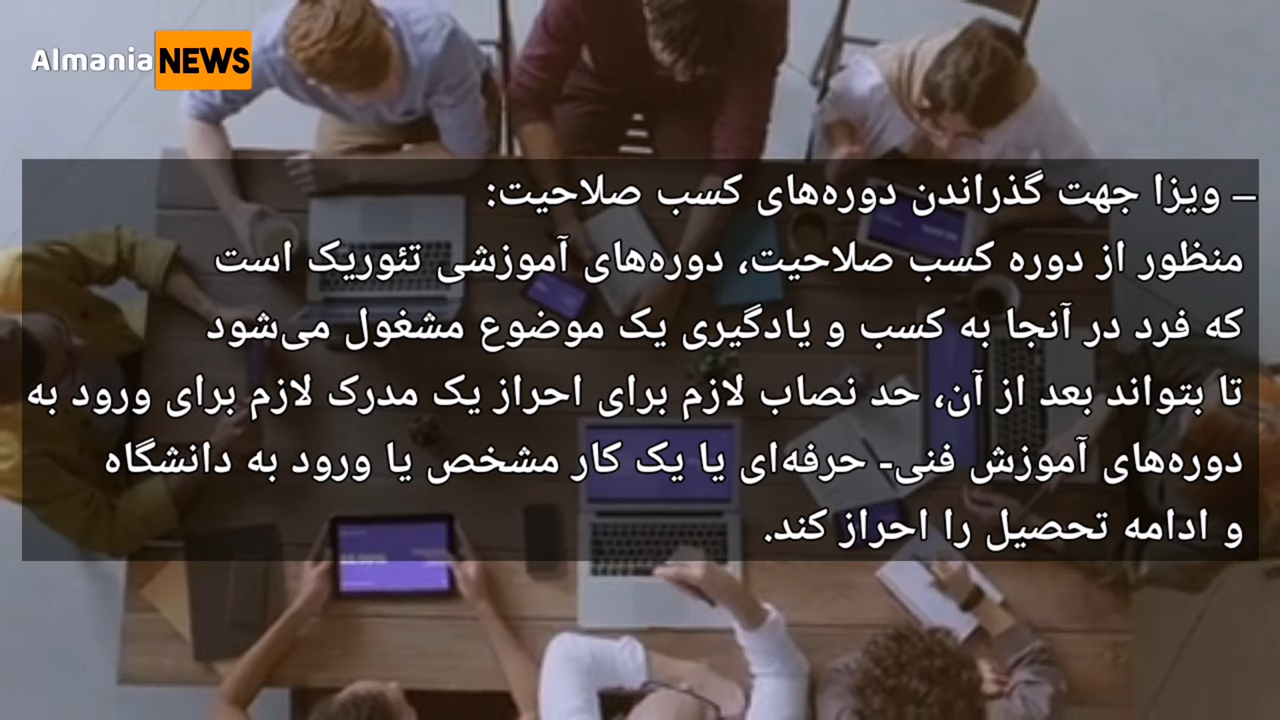 Almania NEWS
– ویزا جهت گذراندن دوره‌های کسب صلاحیت:
منظور از دوره کسب صلاحیت، دوره‌های آموزشی تئوریک است
که فرد در آنجا به کسب و یادگیری یک موضوع مشغول می‌شود
تا بتواند بعد از آن، حد نصاب لازم برای احراز یک مدرک لازم برای ورود به
دوره‌های آموزش فنی- حرفه‌ای یا یک کار مشخص یا ورود به دانشگاه
و ادامه تحصیل را احراز کند.